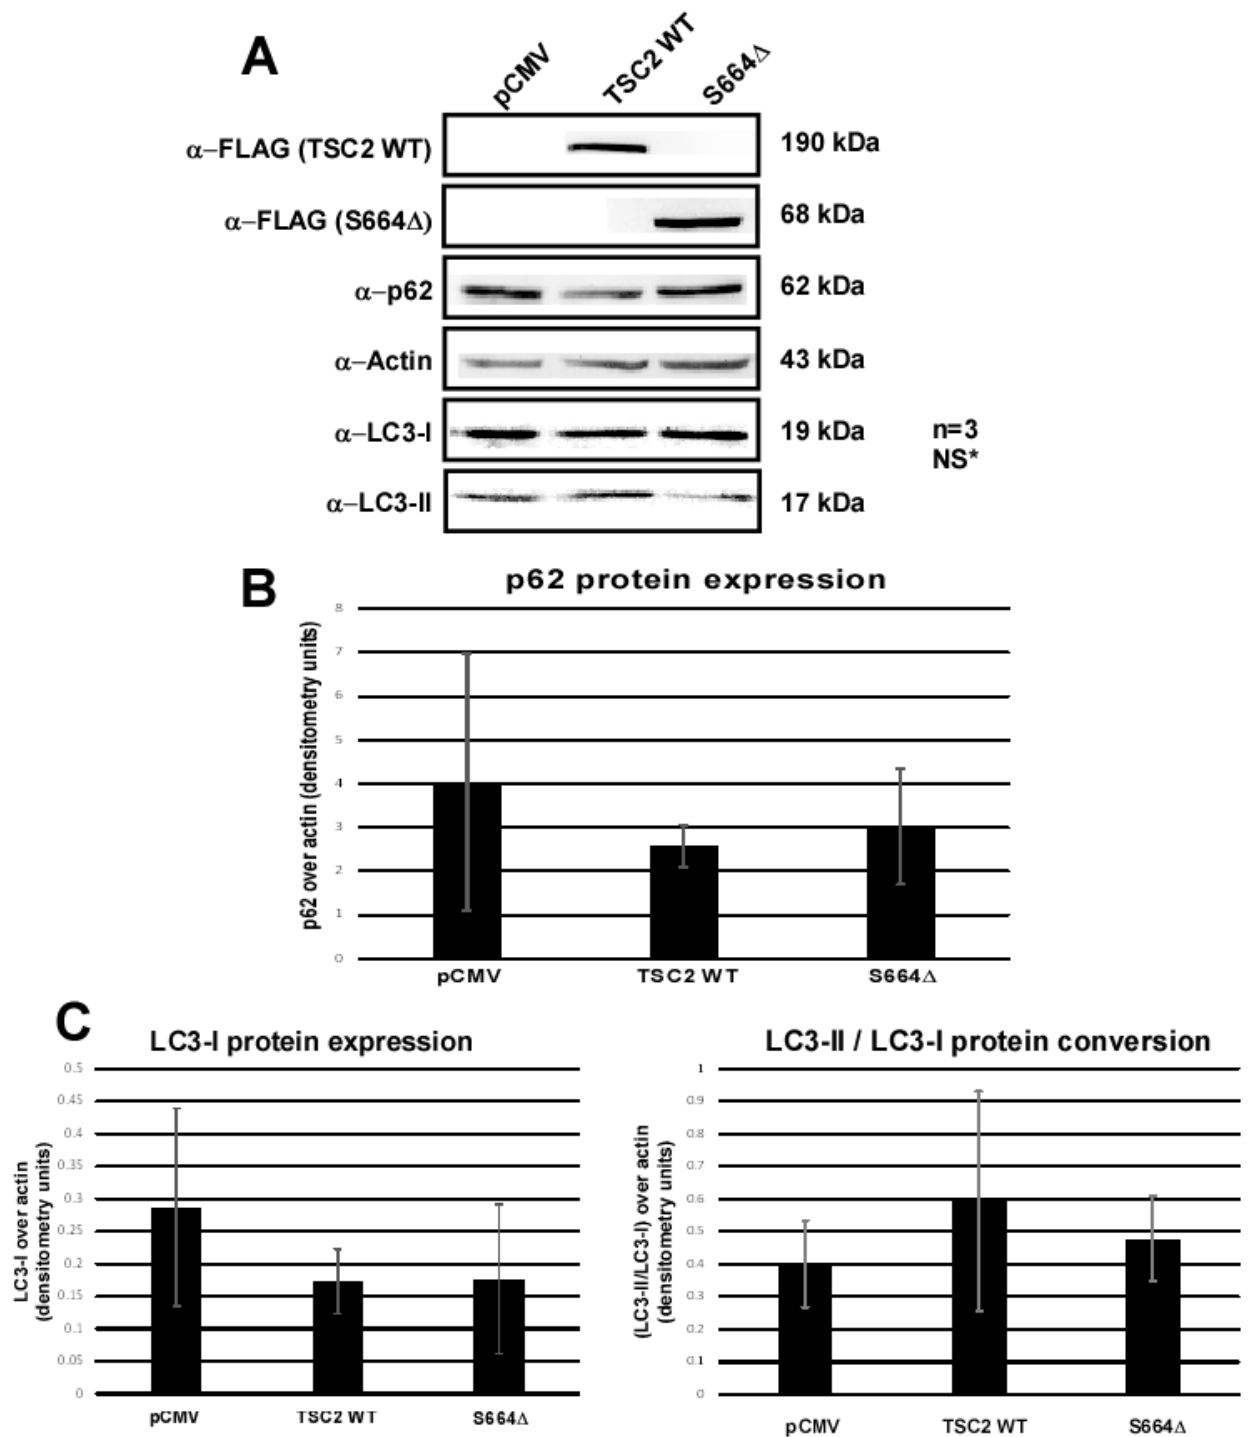 A
pCMV TSC2 WT S664Δ
α–FLAG (TSC2 WT) 190 kDa
α–FLAG (S664Δ) 68 kDa
α–p62 62 kDa
α–Actin 43 kDa
α–LC3-I 19 kDa n=3
NS*
α–LC3-II 17 kDa
B
p62 protein expression
p62 over actin (densitometry units)
8
7
6
5
4
3
2
1
0
pCMV TSC2 WT S664Δ
C
LC3-I protein expression
LC3-I over actin
(densitometry units)
0.5
0.45
0.4
0.35
0.3
0.25
0.2
0.15
0.1
0.05
0
pCMV TSC2 WT S664Δ
LC3-II / LC3-I protein conversion
(LC3-II/LC3-I) over actin
(densitometry units)
1
0.9
0.8
0.7
0.6
0.5
0.4
0.3
0.2
0.1
0
pCMV TSC2 WT S664Δ